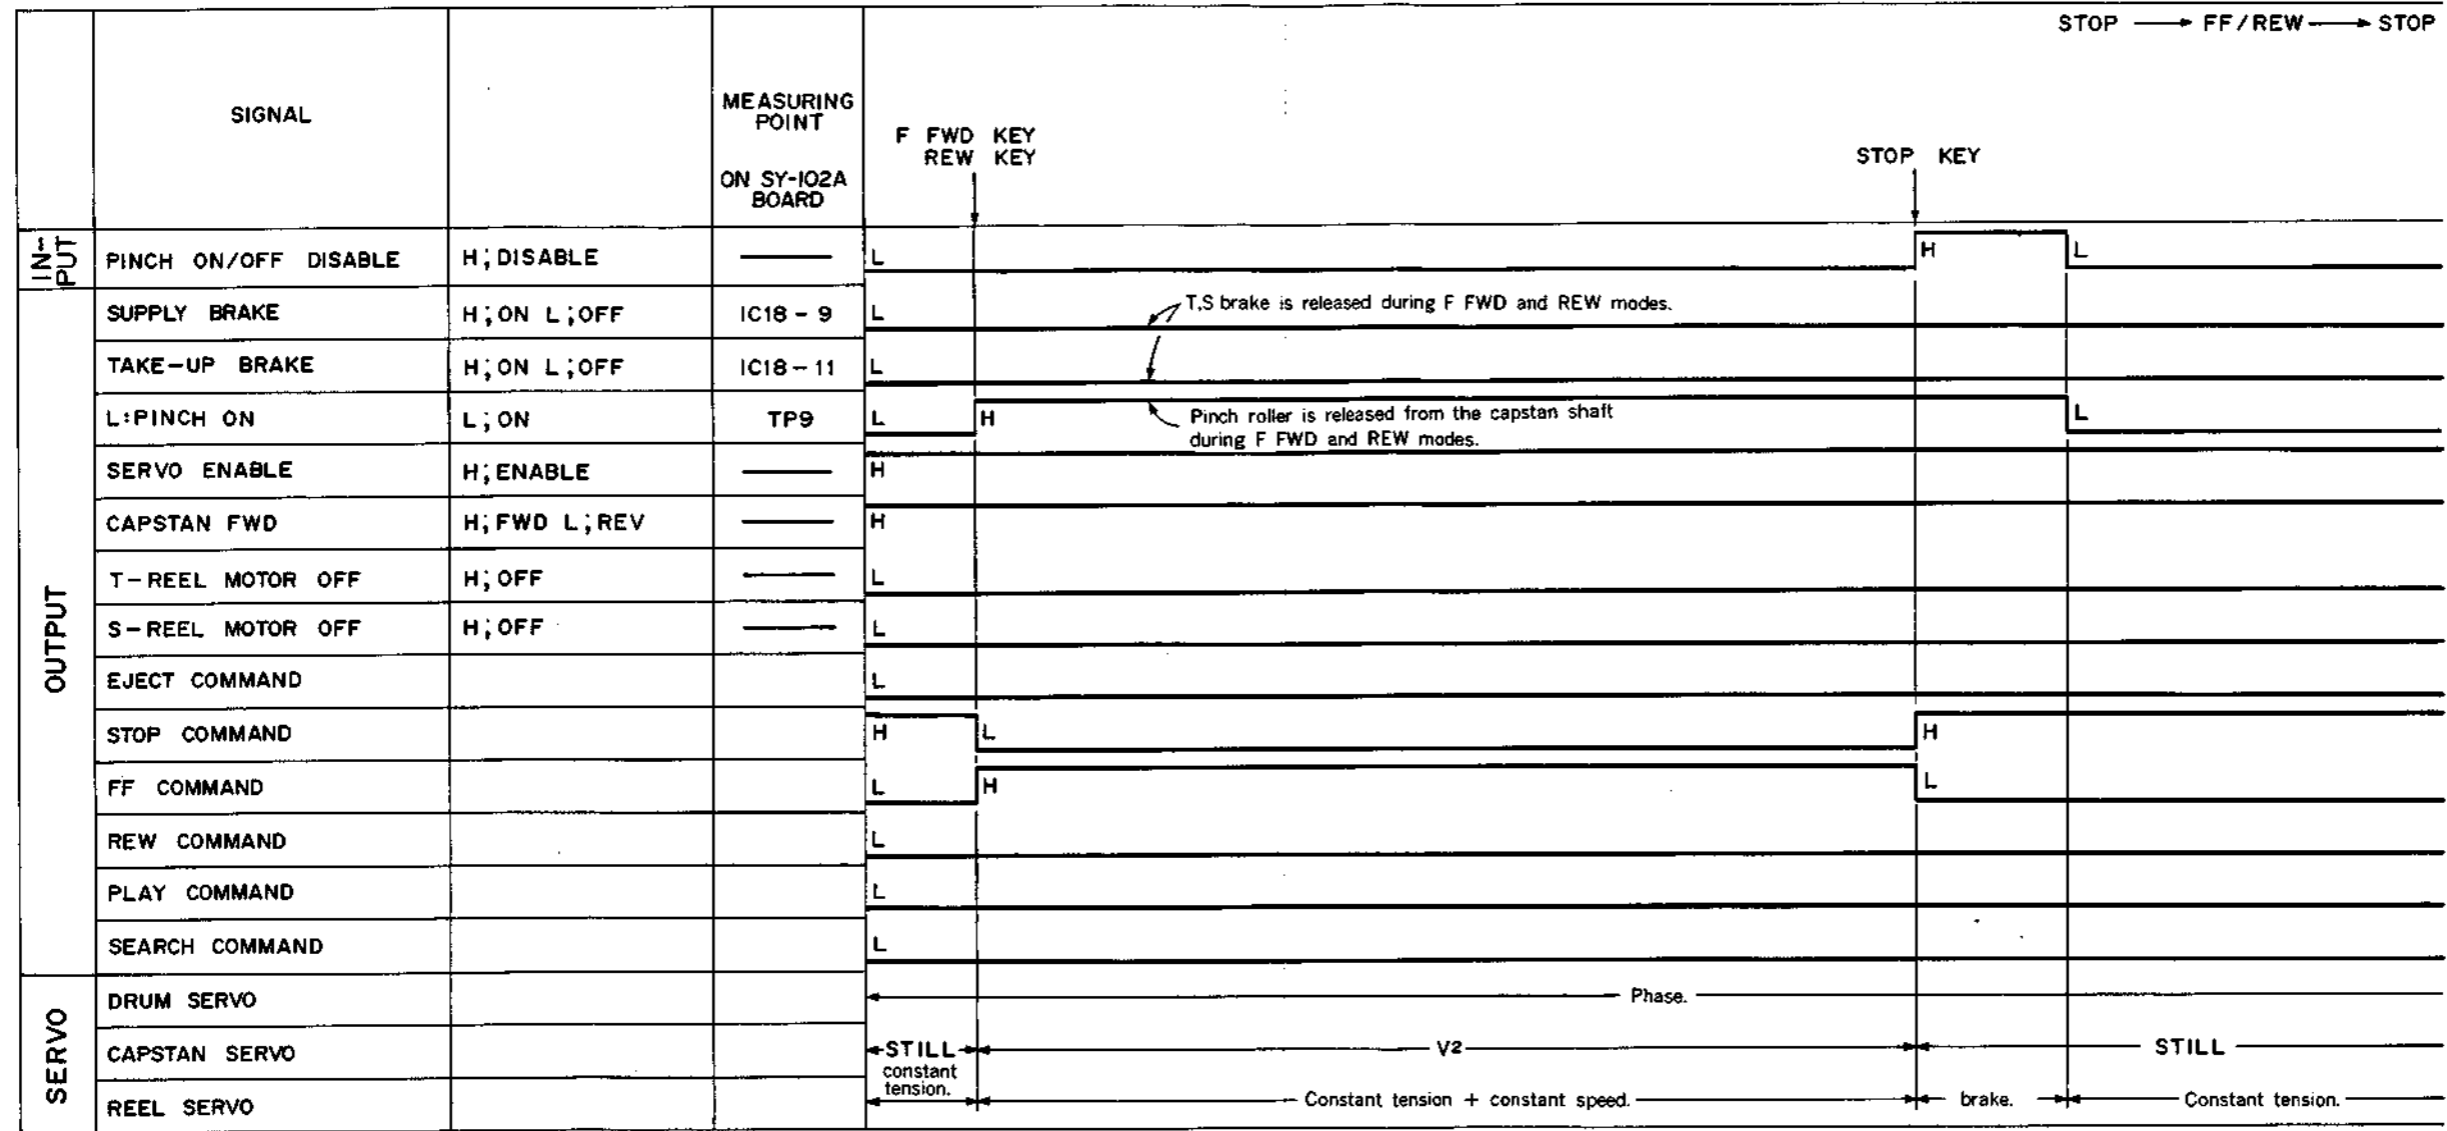 STOP → FF/REW → STOP
SIGNAL
MEASURING
POINT
ON SY-102A
BOARD
F FWD KEY
REW KEY
STOP KEY
IN-
PUT
PINCH ON/OFF DISABLE H;DISABLE — L H L
SUPPLY BRAKE H;ON L;OFF IC18-9 L T,S brake is released during F FWD and REW modes.
TAKE-UP BRAKE H;ON L;OFF IC18-11 L
L:PINCH ON L;ON TP9 L H Pinch roller is released from the capstan shaft L
during F FWD and REW modes.
SERVO ENABLE H;ENABLE — H
CAPSTAN FWD H;FWD L;REV — H
OUTPUT
T-REEL MOTOR OFF H;OFF — L
S-REEL MOTOR OFF H;OFF — L
EJECT COMMAND L
STOP COMMAND H L H
FF COMMAND L H L
REW COMMAND L
PLAY COMMAND L
SEARCH COMMAND L
SERVO
DRUM SERVO Phase.
CAPSTAN SERVO STILL V2 STILL
constant
tension.
REEL SERVO Constant tension + constant speed. brake. Constant tension.